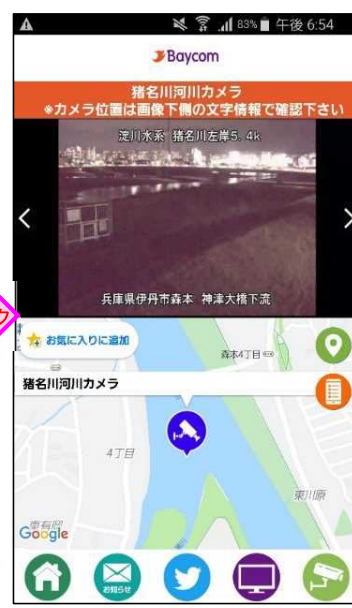 83% 午後 6:54
Baycom
猪名川河川カメラ
※カメラ位置は画像下側の文字情報で確認下さい
淀川水系 猪名川左岸5.4k
兵庫県伊丹市森本 神津大橋下流
ク
お気に入りに追加
森本4丁目
猪名川河川カメラ
4丁目
東川原
車有岡
Google
お知らせ